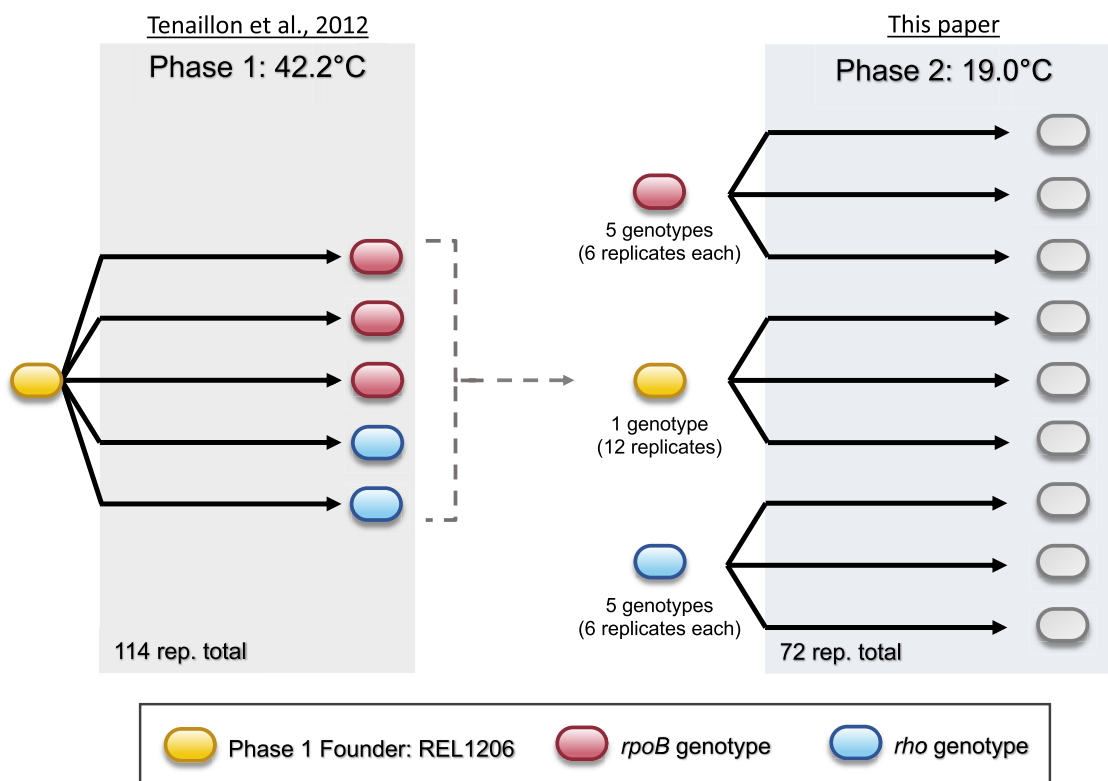 Tenaillon et al., 2012
Phase 1: 42.2°C
114 rep. total
This paper
Phase 2: 19.0°C
5 genotypes
(6 replicates each)
1 genotype
(12 replicates)
5 genotypes
(6 replicates each)
72 rep. total
Phase 1 Founder: REL1206
rpoB genotype
rho genotype